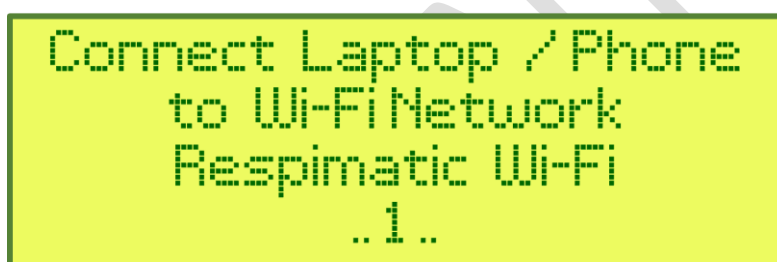 Connect Laptop / Phone
to Wi-Fi Network
Respimatic Wi-Fi
..1..